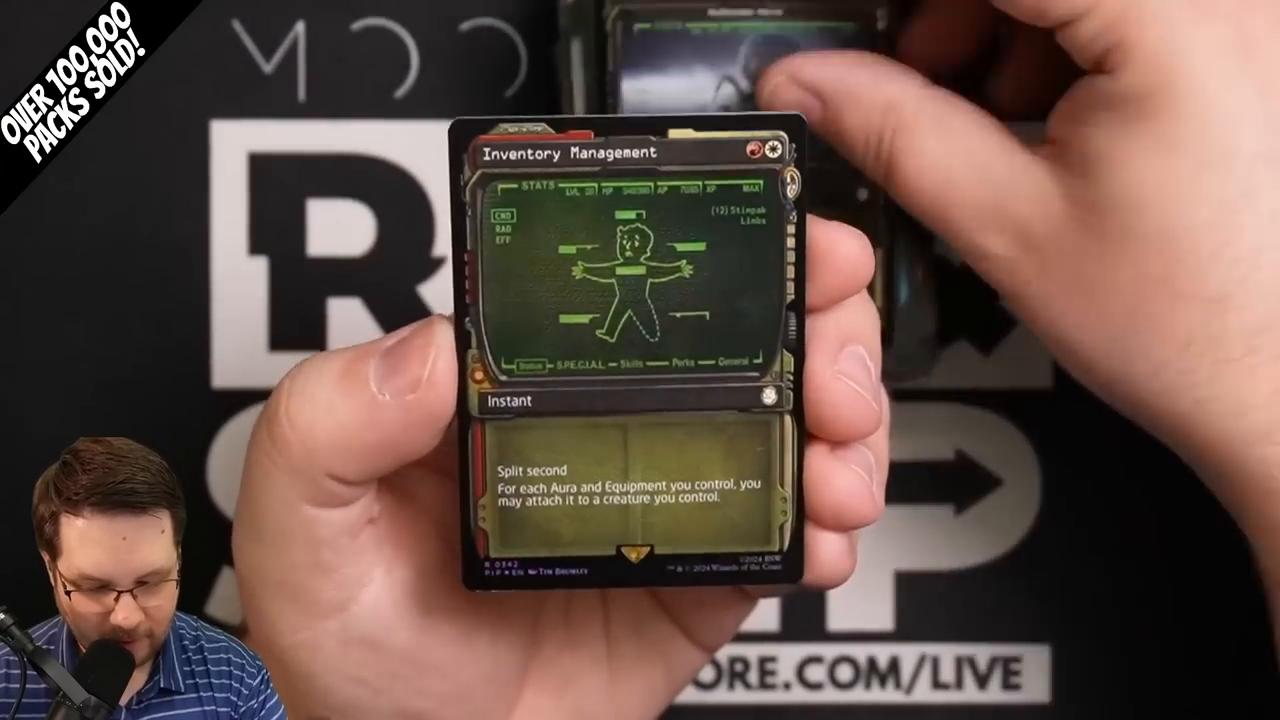 OVER 100,000
PACKS SOLD!
Inventory Management
STATS
LVL
HP
AP
XP
MAX
CND
RAD
EFF
(12) Stimpak
Limbs
Status
S.P.E.C.I.A.L
Skills
Perks
General
Instant
Split second
For each Aura and Equipment you control, you
may attach it to a creature you control.
R 0342
PIP ★ EN Tim Brumley
©2024 BSW
™ & © 2024 Wizards of the Coast
ORE.COM/LIVE